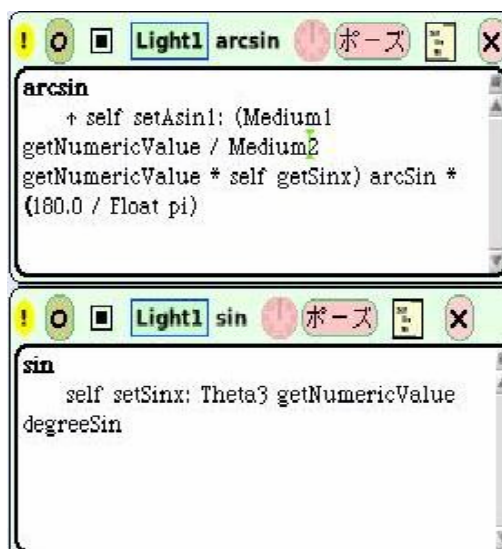 ! O Light1 arcsin ポーズ X
arcsin
↑ self setAsin1: (Medium1
getNumericValue / Medium2
getNumericValue * self getSinx) arcSin *
(180.0 / Float pi)
! O Light1 sin ポーズ X
sin
self setSinx: Theta3 getNumericValue
degreeSin